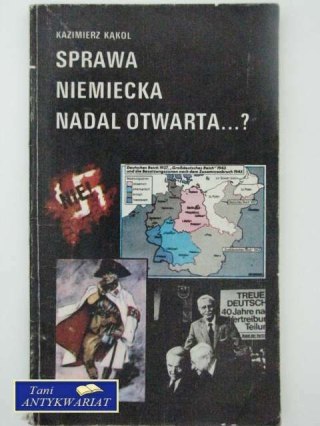 KAZIMIERZ KĄKOL
SPRAWA
NIEMIECKA
NADAL OTWARTA...?
NIE!
Deutsches Reich 1937, "Großdeutsches Reich" 1942
und die Besatzungszonen nach dem Zusammenbruch 1945
TREUE
DEUTSCH
40 Jahre na
Vertreibun
Teilun
Tani
ANTYKWARIAT